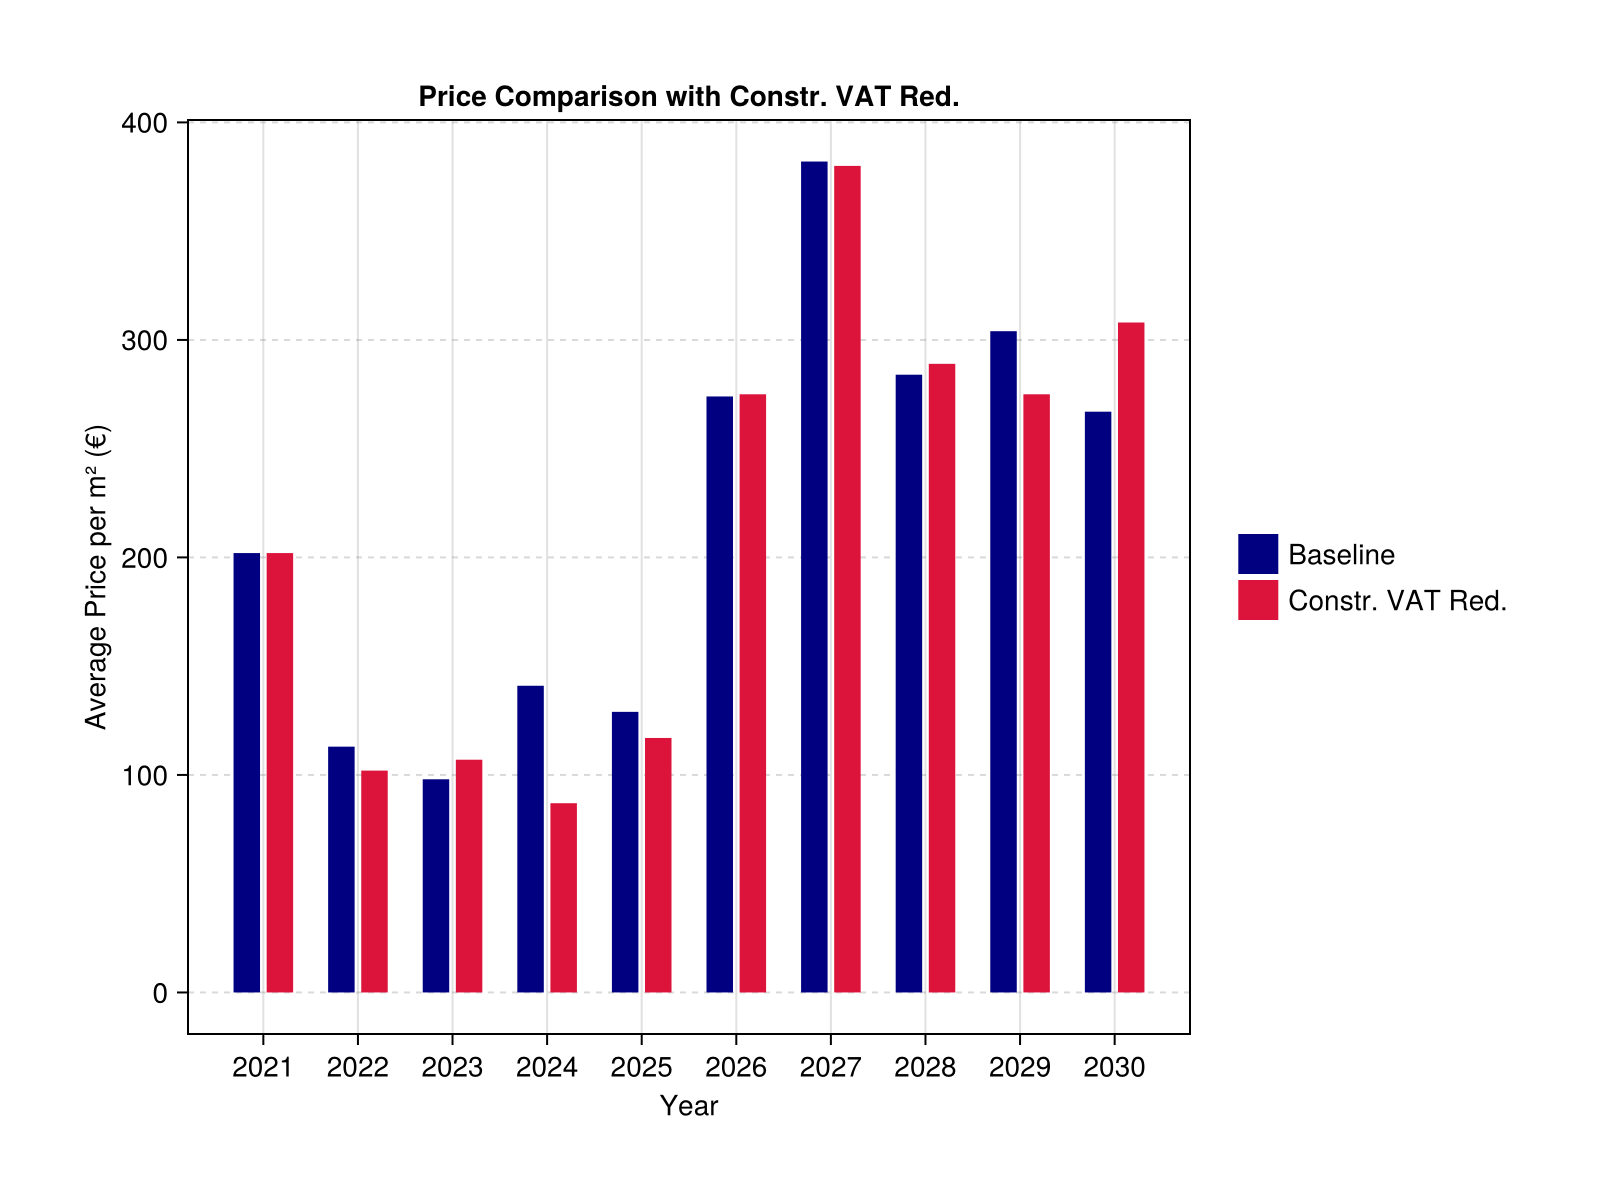 Price Comparison with Constr. VAT Red.
400
300
200
100
0
Average Price per m² (€)
2021 2022 2023 2024 2025 2026 2027 2028 2029 2030
Year
Baseline
Constr. VAT Red.